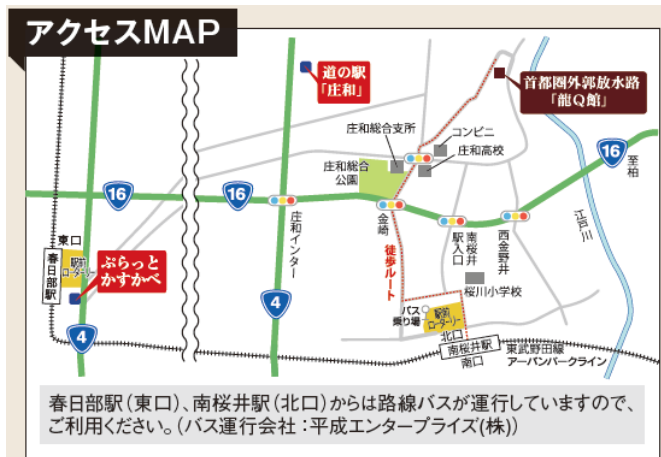 アクセスMAP
道の駅
「庄和」
首都圏外郭放水路
「龍Q館」
庄和総合支所
コンビニ
庄和高校
庄和総合
公園
16
至柏
16
16
庄和インター
金崎
南桜井
駅入口
西金野井
江戸川
東口
春日部駅
駅前
ロータリー
ぷらっと
かすかべ
徒歩ルート
桜川小学校
4
4
バス
乗り場
駅前
ロータリー
北口
南桜井駅
南口
東武野田線
アーバンパークライン
春日部駅（東口）、南桜井駅（北口）からは路線バスが運行していますので、
ご利用ください。（バス運行会社：平成エンタープライズ(株)）